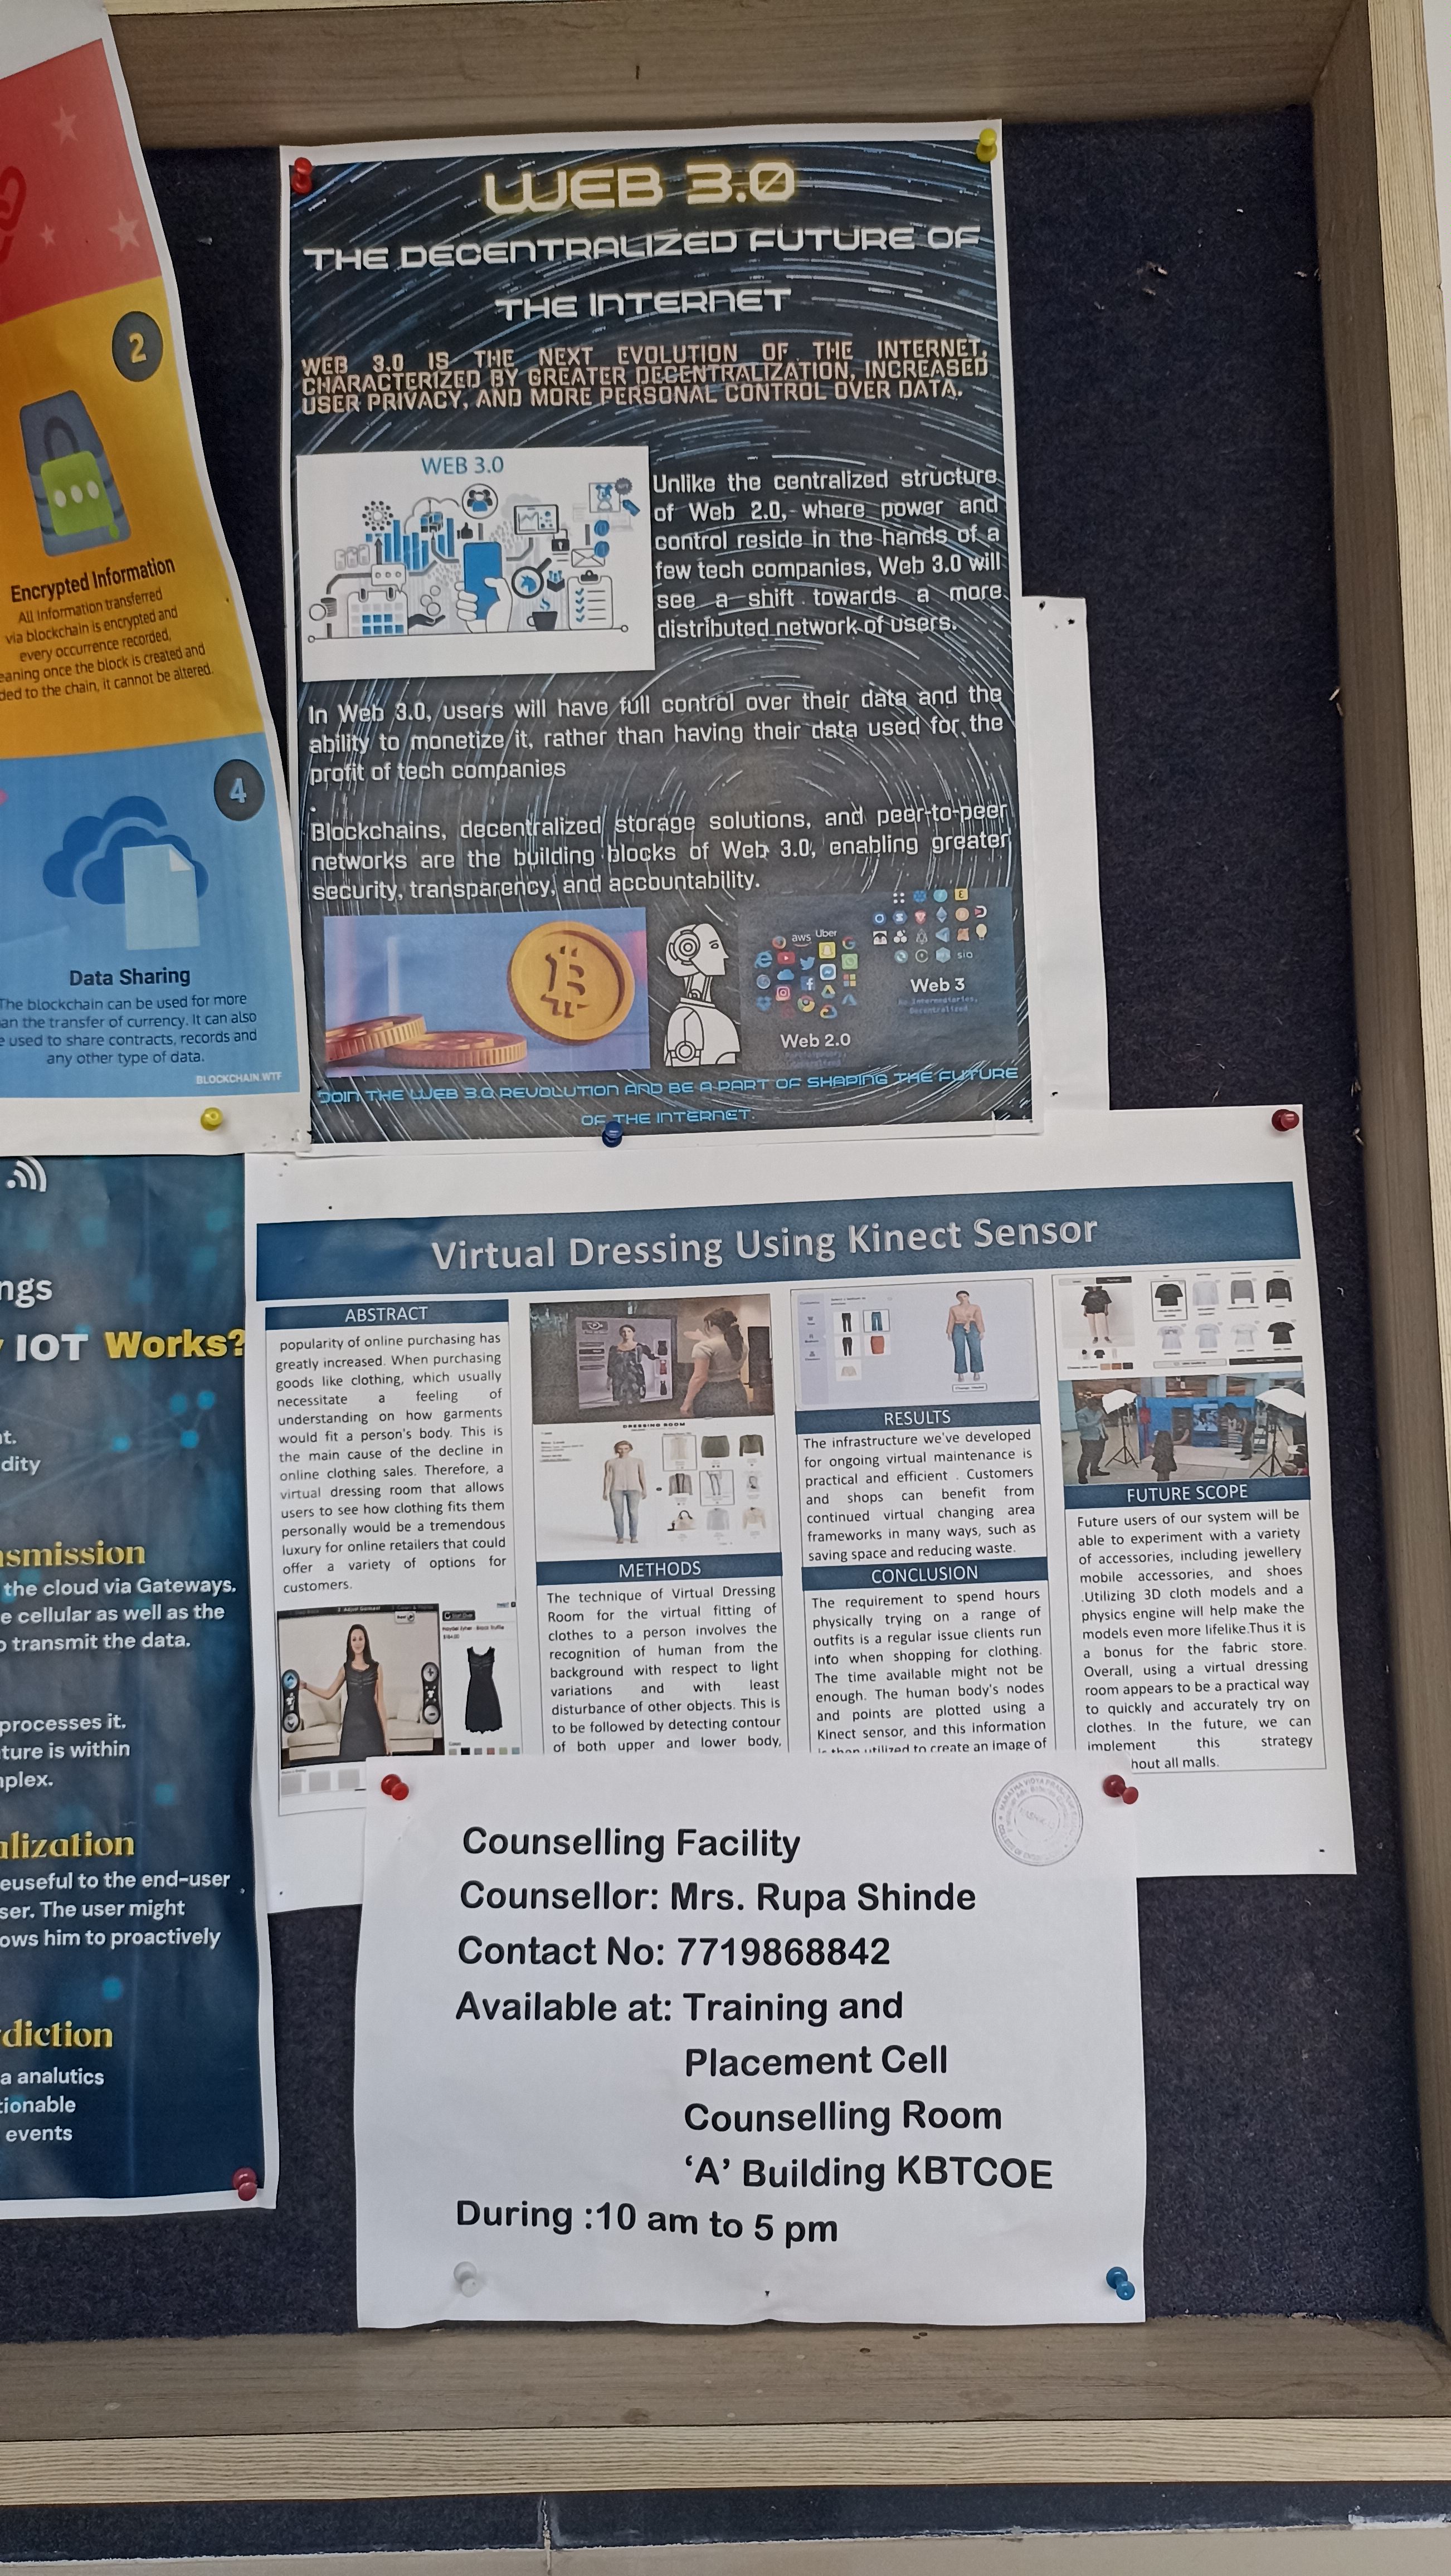 2
Encrypted Information
All Information transferred
via blockchain is encrypted and
every occurrence recorded,
eaning once the block is created and
ded to the chain, it cannot be altered.
4
Data Sharing
The blockchain can be used for more
an the transfer of currency. It can also
e used to share contracts, records and
any other type of data.
BLOCKCHAIN.WTF
WEB 3.0
THE DECENTRALIZED FUTURE OF
THE INTERNET
WEB 3.0 IS THE NEXT EVOLUTION OF THE INTERNET,
CHARACTERIZED BY GREATER DECENTRALIZATION, INCREASED
USER PRIVACY, AND MORE PERSONAL CONTROL OVER DATA.
WEB 3.0
Unlike the centralized structure
of Web 2.0, where power and
control reside in the hands of a
few tech companies, Web 3.0 will
see a shift towards a more
distributed network of users.
In Web 3.0, users will have full control over their data and the
ability to monetize it, rather than having their data used for the
profit of tech companies
.
Blockchains, decentralized storage solutions, and peer-to-peer
networks are the building blocks of Web 3.0, enabling greater
security, transparency, and accountability.
aws Uber
sia
Web 3
Web 2.0
JOIN THE WEB 3.0 REVOLUTION AND BE A PART OF SHAPING THE FUTURE
OF THE INTERNET.
ngs
IOT Works?
t.
dity
smission
the cloud via Gateways.
e cellular as well as the
o transmit the data.
processes it.
ture is within
plex.
alization
euseful to the end-user
ser. The user might
ows him to proactively
diction
a analutics
tionable
events
Virtual Dressing Using Kinect Sensor
ABSTRACT
popularity of online purchasing has
greatly increased. When purchasing
goods like clothing, which usually
necessitate a feeling of
understanding on how garments
would fit a person's body. This is
the main cause of the decline in
online clothing sales. Therefore, a
virtual dressing room that allows
users to see how clothing fits them
personally would be a tremendous
luxury for online retailers that could
offer a variety of options for
customers.
DRESSING ROOM
METHODS
The technique of Virtual Dressing
Room for the virtual fitting of
clothes to a person involves the
recognition of human from the
background with respect to light
variations and with least
disturbance of other objects. This is
to be followed by detecting contour
of both upper and lower body,
RESULTS
The infrastructure we've developed
for ongoing virtual maintenance is
practical and efficient . Customers
and shops can benefit from
continued virtual changing area
frameworks in many ways, such as
saving space and reducing waste.
CONCLUSION
The requirement to spend hours
physically trying on a range of
outfits is a regular issue clients run
into when shopping for clothing.
The time available might not be
enough. The human body's nodes
and points are plotted using a
Kinect sensor, and this information
is then utilized to create an image of
FUTURE SCOPE
Future users of our system will be
able to experiment with a variety
of accessories, including jewellery
mobile accessories, and shoes
.Utilizing 3D cloth models and a
physics engine will help make the
models even more lifelike.Thus it is
a bonus for the fabric store.
Overall, using a virtual dressing
room appears to be a practical way
to quickly and accurately try on
clothes. In the future, we can
implement this strategy
hout all malls.
Counselling Facility
Counsellor: Mrs. Rupa Shinde
Contact No: 7719868842
Available at: Training and
Placement Cell
Counselling Room
‘A’ Building KBTCOE
During :10 am to 5 pm